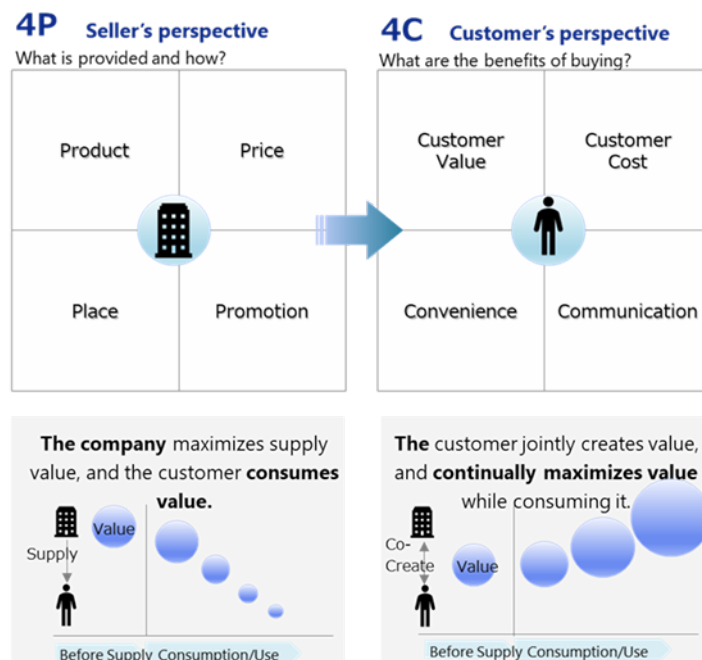 4P Seller's perspective
What is provided and how?
Product
Price
Place
Promotion
4C Customer's perspective
What are the benefits of buying?
Customer
Value
Customer
Cost
Convenience
Communication
The company maximizes supply
value, and the customer consumes
value.
Value
Supply
Before Supply
Consumption/Use
The customer jointly creates value,
and continually maximizes value
while consuming it.
Co-
Create
Value
Before Supply
Consumption/Use